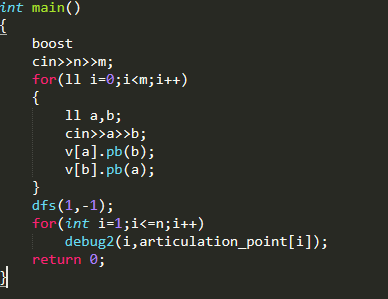 int main()
{
    boost
    cin>>n>>m;
    for(ll i=0;i<m;i++)
    {
        ll a,b;
        cin>>a>>b;
        v[a].pb(b);
        v[b].pb(a);
    }
    dfs(1,-1);
    for(int i=1;i<=n;i++)
        debug2(i,articulation_point[i]);
    return 0;
}